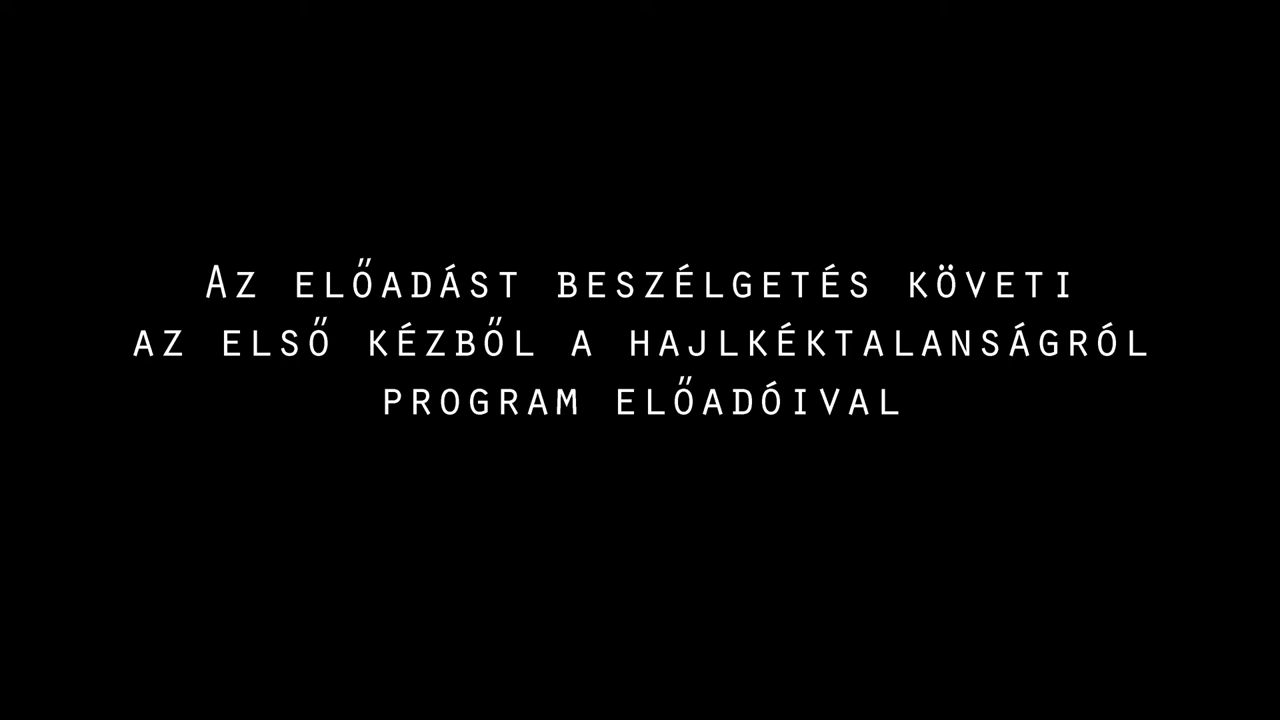 Az előadást beszélgetés követi
az első kézből a hajlkéktalanságról
program előadóival